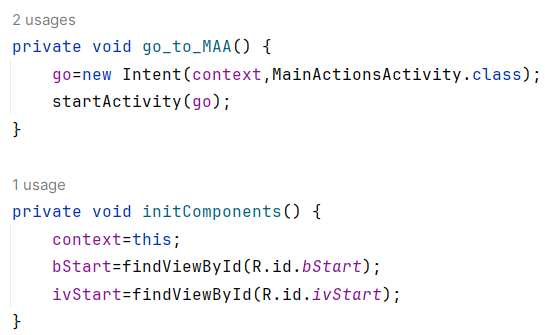 2 usages
private void go_to_MAA() {
    go=new Intent(context,MainActionsActivity.class);
    startActivity(go);
}
1 usage
private void initComponents() {
    context=this;
    bStart=findViewById(R.id.bStart);
    ivStart=findViewById(R.id.ivStart);
}